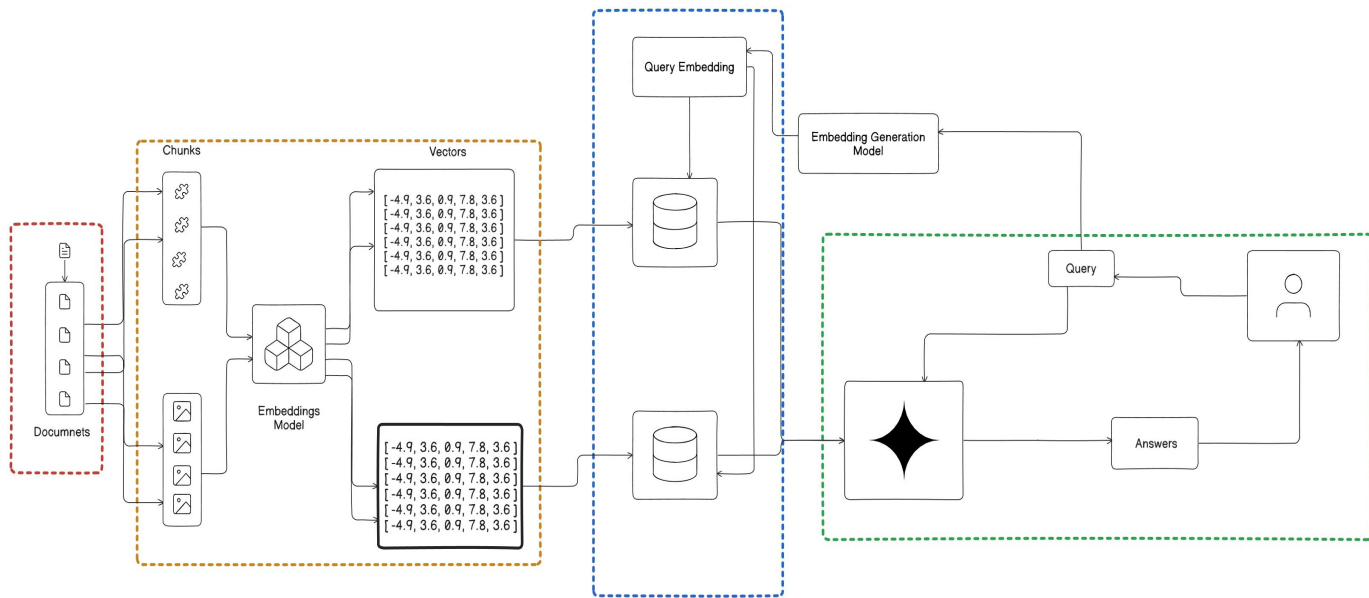 Query Embedding
Embedding Generation
Model
Chunks
Vectors
[-4.9, 3.6, 0.9, 7.8, 3.6]
[-4.9, 3.6, 0.9, 7.8, 3.6]
[-4.9, 3.6, 0.9, 7.8, 3.6]
[-4.9, 3.6, 0.9, 7.8, 3.6]
[-4.9, 3.6, 0.9, 7.8, 3.6]
[-4.9, 3.6, 0.9, 7.8, 3.6]
Query
Embeddings
Model
Documnets
[-4.9, 3.6, 0.9, 7.8, 3.6]
[-4.9, 3.6, 0.9, 7.8, 3.6]
[-4.9, 3.6, 0.9, 7.8, 3.6]
[-4.9, 3.6, 0.9, 7.8, 3.6]
[-4.9, 3.6, 0.9, 7.8, 3.6]
[-4.9, 3.6, 0.9, 7.8, 3.6]
Answers